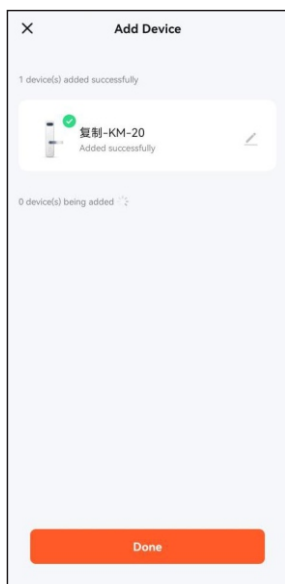 Add Device
1 device(s) added successfully
复制-KM-20
Added successfully
0 device(s) being added
Done